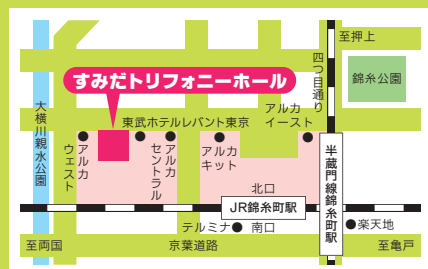 至押上
四つ目通り
錦糸公園
すみだトリフォニーホール
大横川親水公園
東武ホテルレバント東京
アルカ
イースト
アルカ
ウェスト
アルカ
セントラル
アルカ
キット
北口
JR錦糸町駅
半蔵門線錦糸町駅
テルミナ
南口
楽天地
至両国
京葉道路
至亀戸